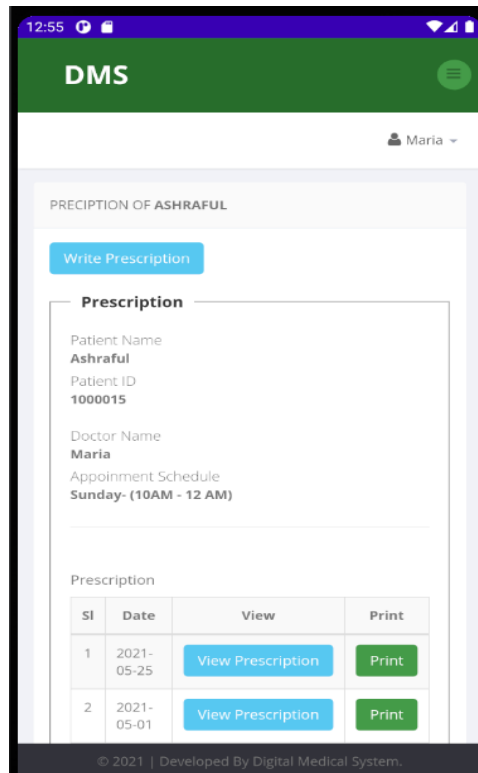 12:55
DMS
Maria
PRECIPTION OF ASHRAFUL
Write Prescription
Prescription
Patient Name
Ashraful
Patient ID
1000015
Doctor Name
Maria
Appoinment Schedule
Sunday- (10AM - 12 AM)
Prescription
Sl Date View Print
1 2021-05-25 View Prescription Print
2 2021-05-01 View Prescription Print
© 2021 | Developed By Digital Medical System.